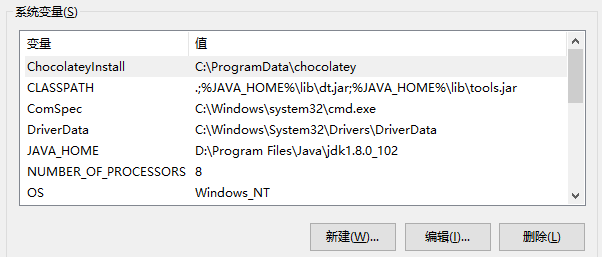 系统变量(S)
变量 值
ChocolateyInstall C:\ProgramData\chocolatey
CLASSPATH .;%JAVA_HOME%\lib\dt.jar;%JAVA_HOME%\lib\tools.jar
ComSpec C:\Windows\system32\cmd.exe
DriverData C:\Windows\System32\Drivers\DriverData
JAVA_HOME D:\Program Files\Java\jdk1.8.0_102
NUMBER_OF_PROCESSORS 8
OS Windows_NT
新建(W)... 编辑(I)... 删除(L)